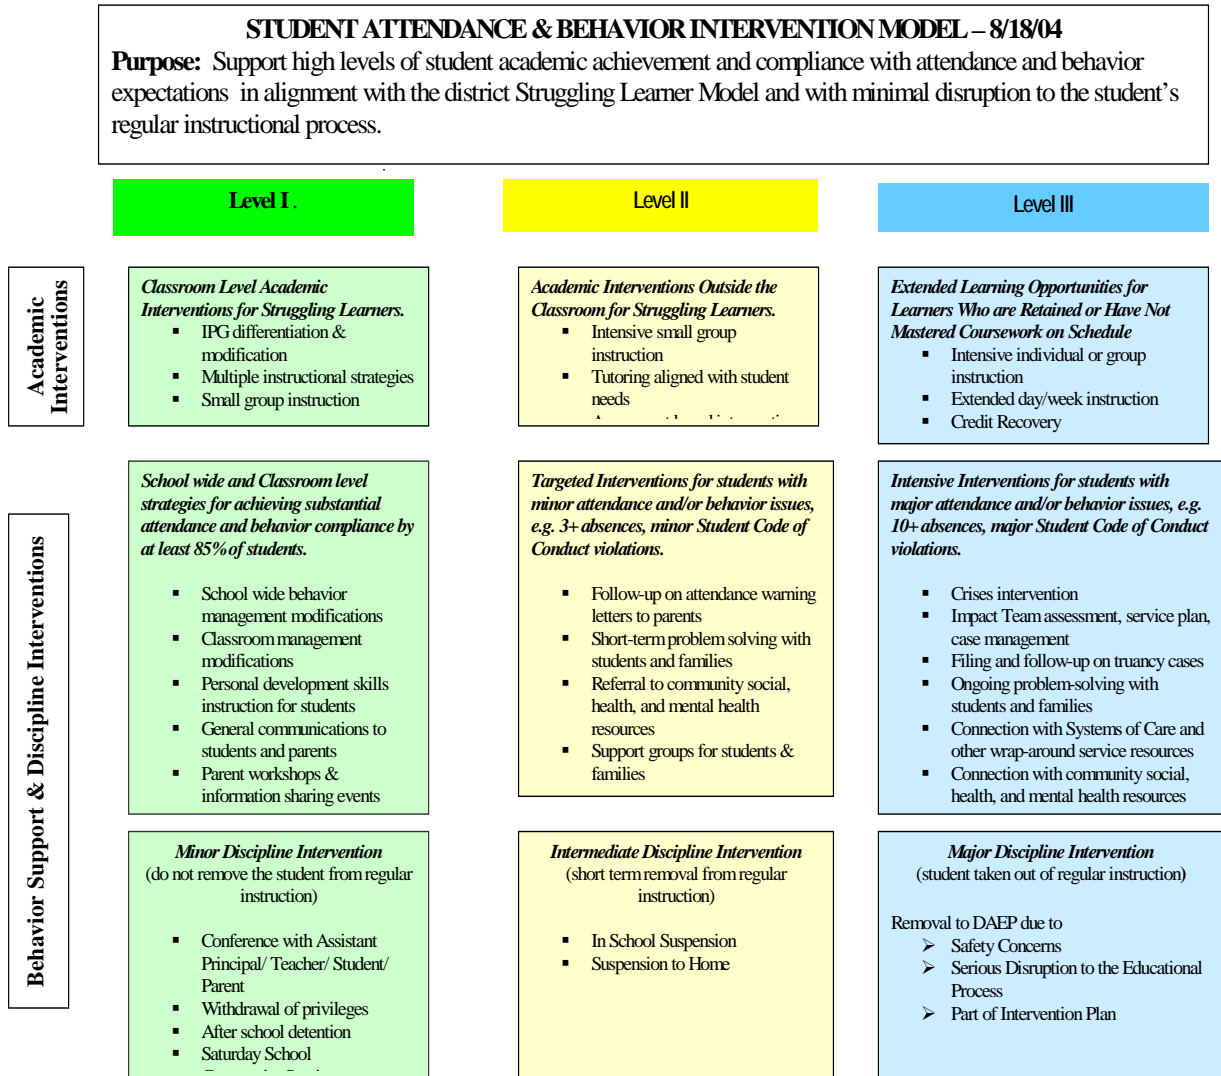 STUDENT ATTENDANCE & BEHAVIOR INTERVENTION MODEL – 8/18/04
Purpose: Support high levels of student academic achievement and compliance with attendance and behavior
expectations in alignment with the district Struggling Learner Model and with minimal disruption to the student's
regular instructional process.
Level I .
Level II
Level III
Academic
Interventions
Classroom Level Academic
Interventions for Struggling Learners.
▪ IPG differentiation &
modification
▪ Multiple instructional strategies
▪ Small group instruction
Academic Interventions Outside the
Classroom for Struggling Learners.
▪ Intensive small group
instruction
▪ Tutoring aligned with student
needs
Extended Learning Opportunities for
Learners Who are Retained or Have Not
Mastered Coursework on Schedule
▪ Intensive individual or group
instruction
▪ Extended day/week instruction
▪ Credit Recovery
Behavior Support & Discipline Interventions
School wide and Classroom level
strategies for achieving substantial
attendance and behavior compliance by
at least 85% of students.
▪ School wide behavior
management modifications
▪ Classroom management
modifications
▪ Personal development skills
instruction for students
▪ General communications to
students and parents
▪ Parent workshops &
information sharing events
Targeted Interventions for students with
minor attendance and/or behavior issues,
e.g. 3+ absences, minor Student Code of
Conduct violations.
▪ Follow-up on attendance warning
letters to parents
▪ Short-term problem solving with
students and families
▪ Referral to community social,
health, and mental health
resources
▪ Support groups for students &
families
Intensive Interventions for students with
major attendance and/or behavior issues, e.g.
10+ absences, major Student Code of Conduct
violations.
▪ Crises intervention
▪ Impact Team assessment, service plan,
case management
▪ Filing and follow-up on truancy cases
▪ Ongoing problem-solving with
students and families
▪ Connection with Systems of Care and
other wrap-around service resources
▪ Connection with community social,
health, and mental health resources
Minor Discipline Intervention
(do not remove the student from regular
instruction)
▪ Conference with Assistant
Principal/ Teacher/ Student/
Parent
▪ Withdrawal of privileges
▪ After school detention
▪ Saturday School
Intermediate Discipline Intervention
(short term removal from regular
instruction)
▪ In School Suspension
▪ Suspension to Home
Major Discipline Intervention
(student taken out of regular instruction)
Removal to DAEP due to
➢ Safety Concerns
➢ Serious Disruption to the Educational
Process
➢ Part of Intervention Plan